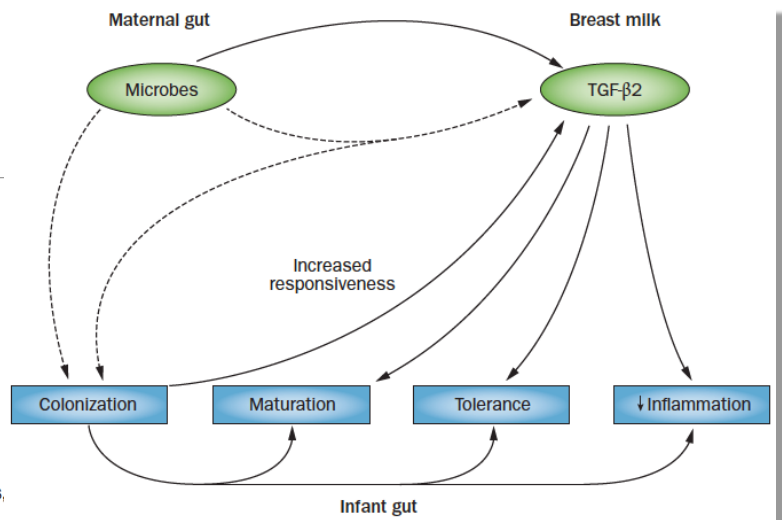 Maternal gut
Breast milk
Microbes
TGF-β2
Increased
responsiveness
Colonization
Maturation
Tolerance
↓Inflammation
Infant gut